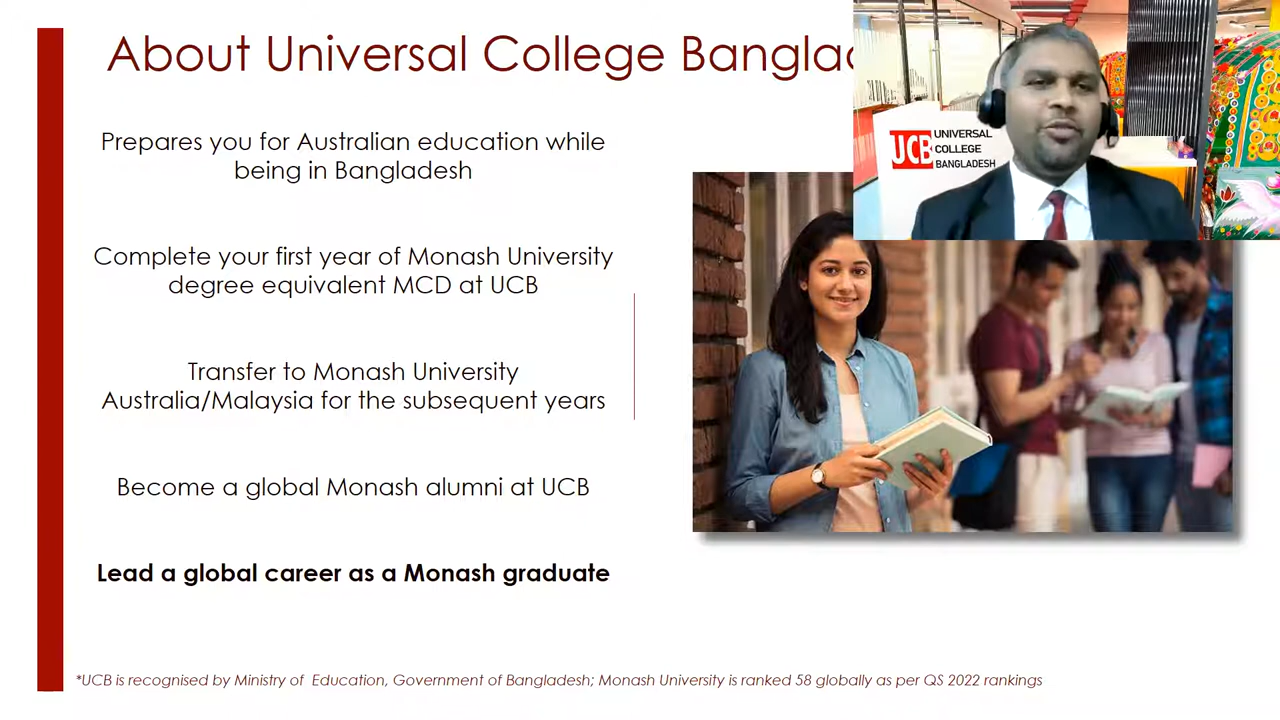 About Universal College Banglad
Prepares you for Australian education while
being in Bangladesh
Complete your first year of Monash University
degree equivalent MCD at UCB
Transfer to Monash University
Australia/Malaysia for the subsequent years
Become a global Monash alumni at UCB
Lead a global career as a Monash graduate
UCB UNIVERSAL
COLLEGE
BANGLADESH
*UCB is recognised by Ministry of Education, Government of Bangladesh; Monash University is ranked 58 globally as per QS 2022 rankings